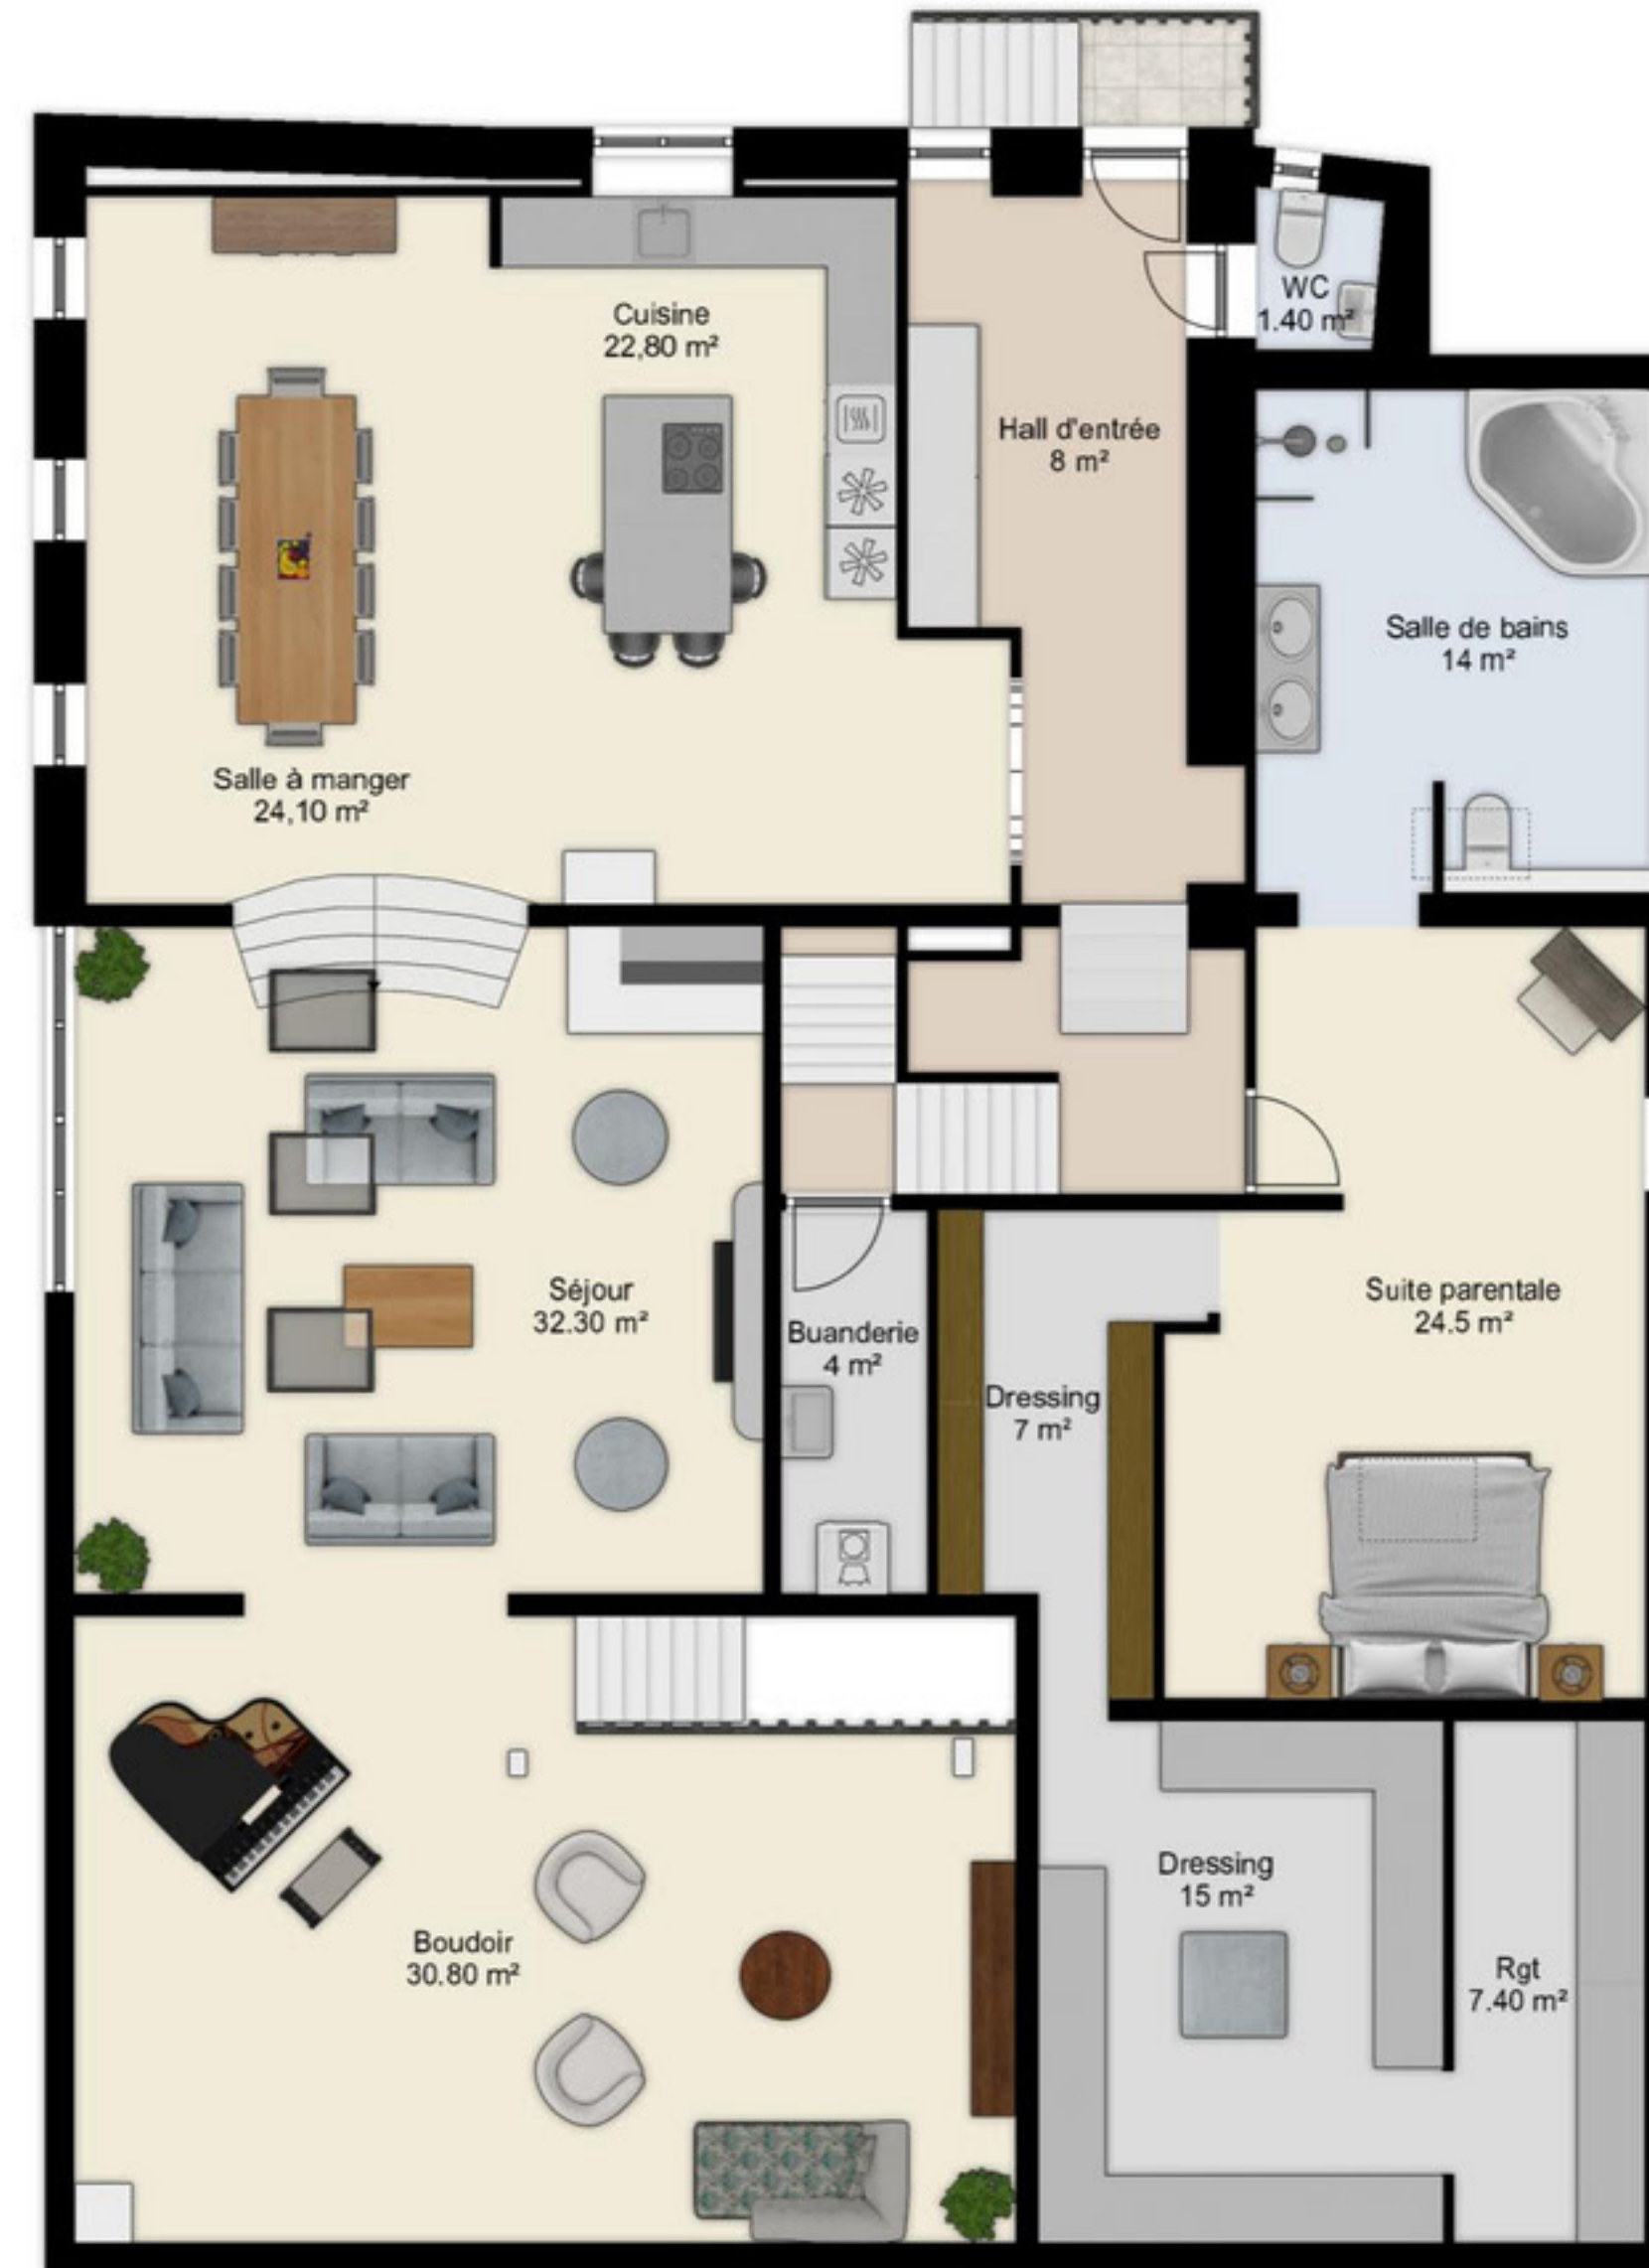 WC
1.40 m²
Cuisine
22,80 m²
Hall d'entrée
8 m²
Salle de bains
14 m²
Salle à manger
24,10 m²
Séjour
32.30 m²
Buanderie
4 m²
Suite parentale
24.5 m²
Dressing
7 m²
Dressing
15 m²
Boudoir
30.80 m²
Rgt
7.40 m²